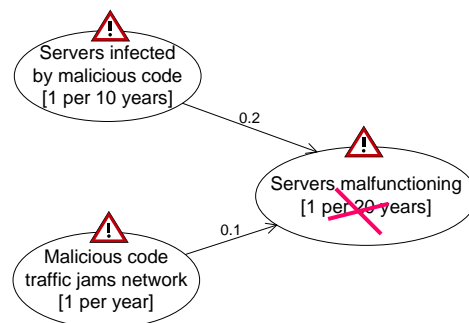 !
Servers infected
by malicious code
[1 per 10 years]
0.2
!
Servers malfunctioning
[1 per 20 years]
0.1
!
Malicious code
traffic jams network
[1 per year]